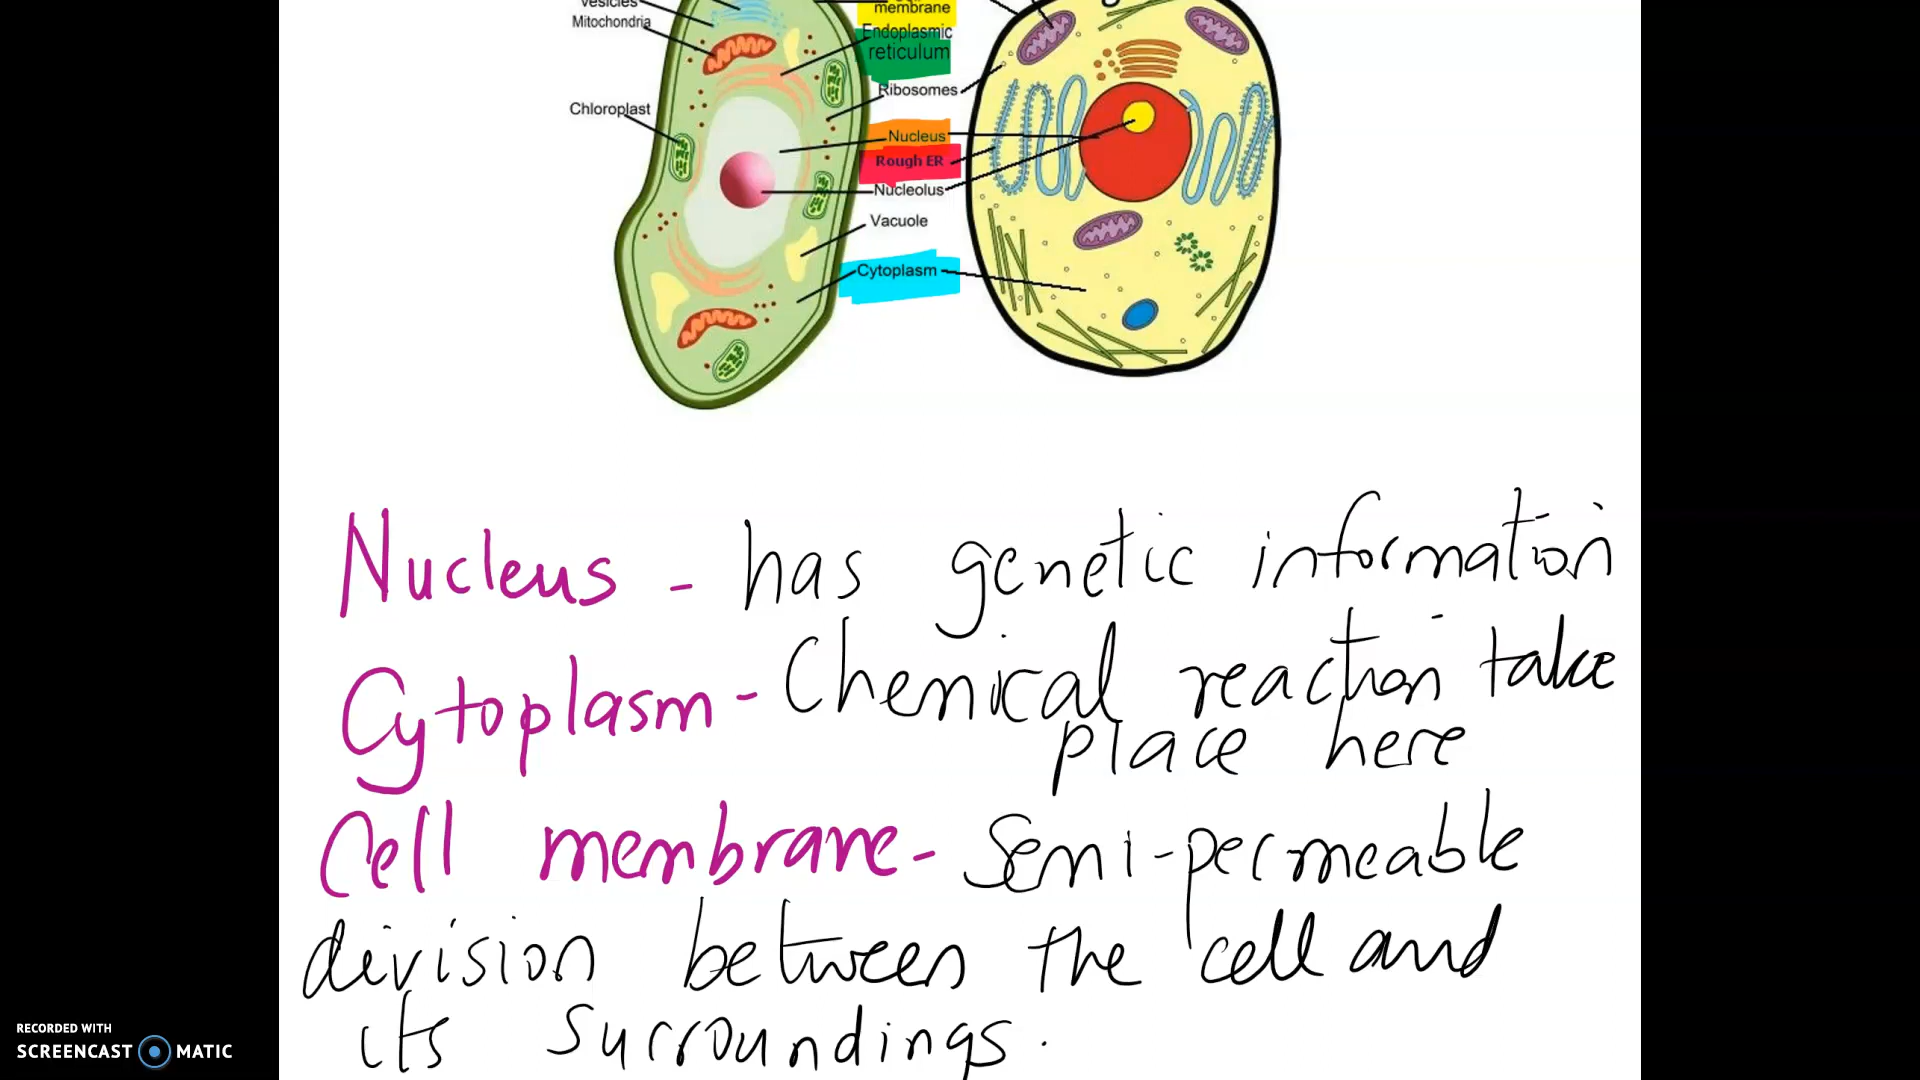 Vesicles
Mitochondria
membrane
Endoplasmic
reticulum
Ribosomes
Chloroplast
Nucleus
Rough ER
Nucleolus
Vacuole
Cytoplasm
Nucleus - has genetic information
Cytoplasm - Chemical reaction take
place here
Cell membrane - Semi-permeable
division between the cell and
its surroundings.
RECORDED WITH
SCREENCAST MATIC